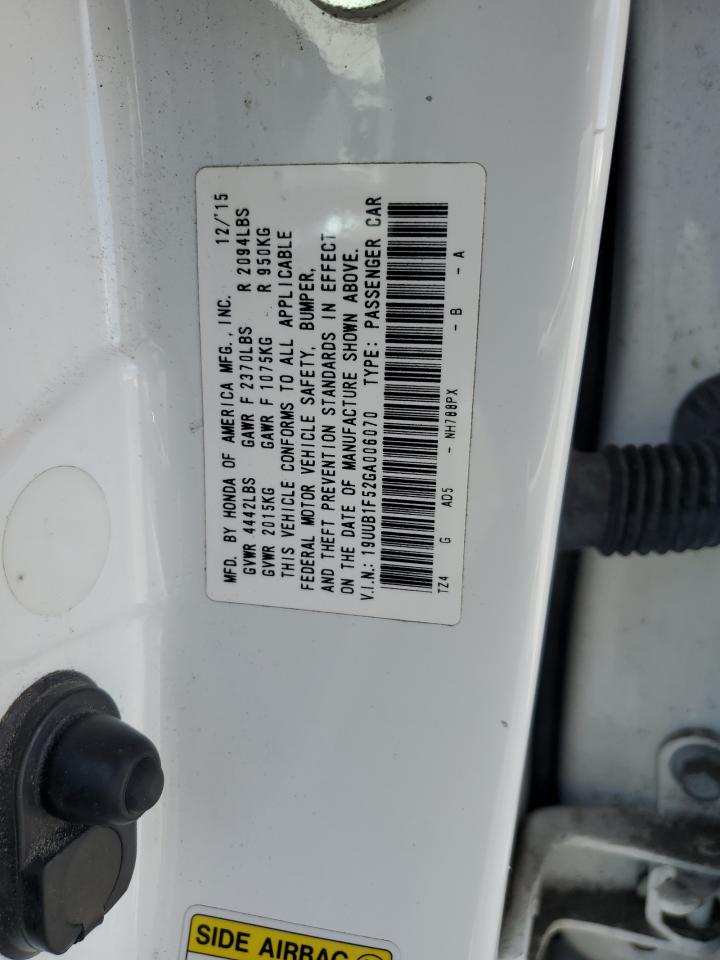 MFD. BY HONDA OF AMERICA MFG., INC. 12/'15
GVWR 4442LBS GAWR F 2370LBS R 2094LBS
GVWR 2015KG GAWR F 1075KG R 950KG
THIS VEHICLE CONFORMS TO ALL APPLICABLE
FEDERAL MOTOR VEHICLE SAFETY, BUMPER,
AND THEFT PREVENTION STANDARDS IN EFFECT
ON THE DATE OF MANUFACTURE SHOWN ABOVE.
V.I.N.: 19UUB1F52GA006070 TYPE: PASSENGER CAR
TZ4 G AD5 - NH788PX - B - A
SIDE AIRBAG